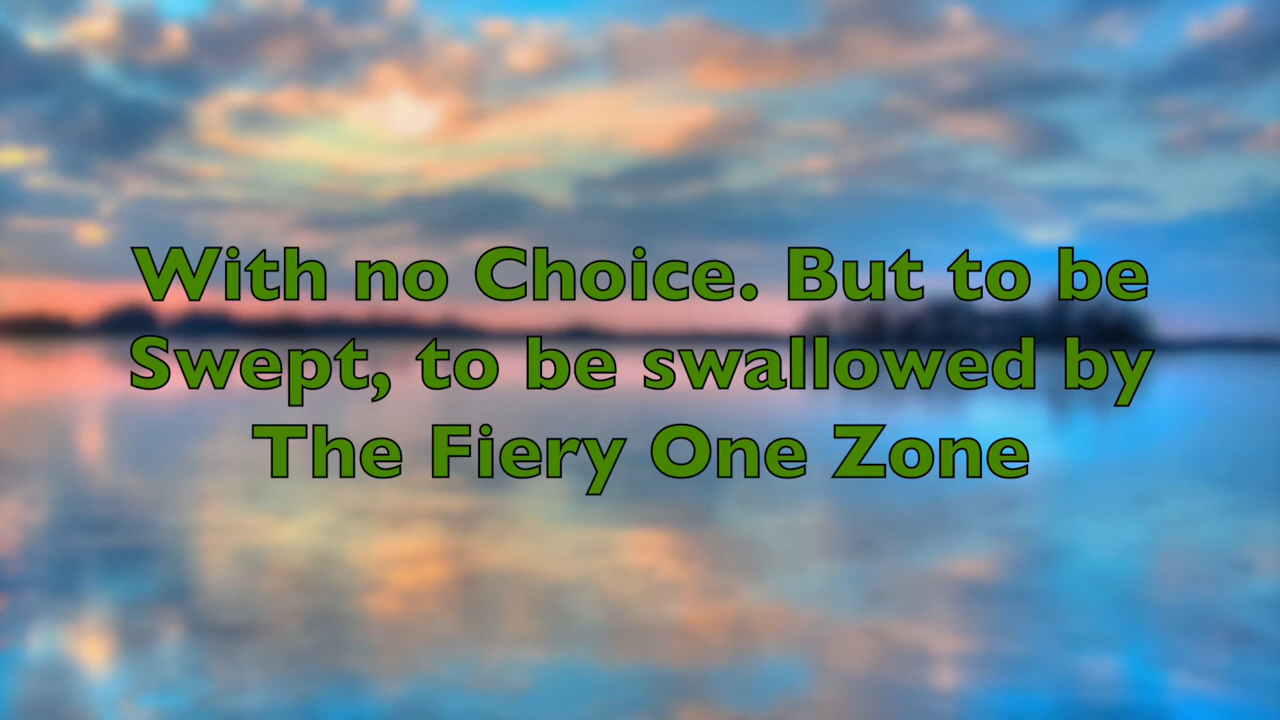 With no Choice. But to be
Swept, to be swallowed by
The Fiery One Zone